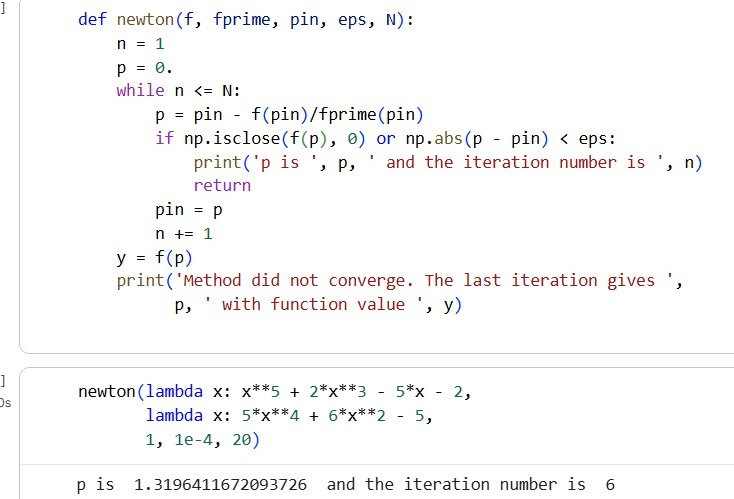 ]
def newton(f, fprime, pin, eps, N):
    n = 1
    p = 0.
    while n <= N:
        p = pin - f(pin)/fprime(pin)
        if np.isclose(f(p), 0) or np.abs(p - pin) < eps:
            print('p is ', p, ' and the iteration number is ', n)
            return
        pin = p
        n += 1
    y = f(p)
    print('Method did not converge. The last iteration gives ',
          p, ' with function value ', y)
]
0s
newton(lambda x: x**5 + 2*x**3 - 5*x - 2,
       lambda x: 5*x**4 + 6*x**2 - 5,
       1, 1e-4, 20)
p is  1.3196411672093726  and the iteration number is  6